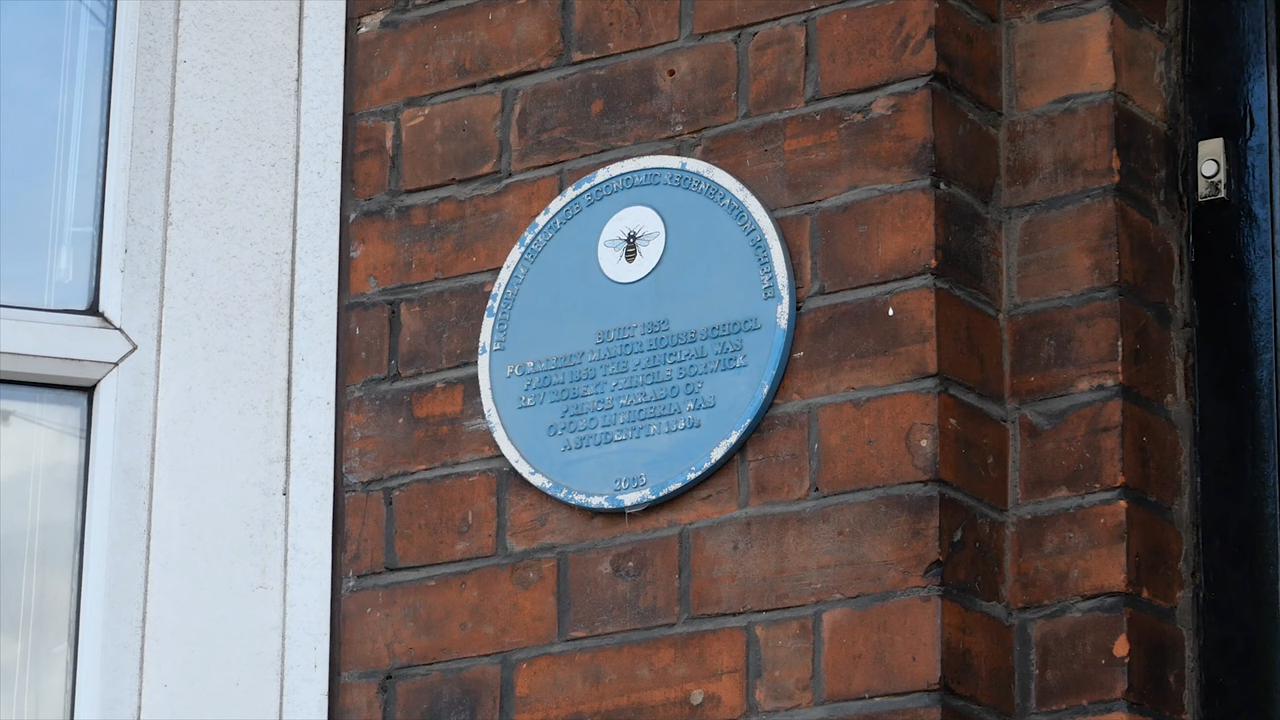 FRODSHAM HERITAGE ECONOMIC REGENERATION SCHEME
BUILT 1852
FORMERLY MANOR HOUSE SCHOOL
FROM 1858 THE PRINCIPAL WAS
REV ROBERT PRINGLE BORWICK
PRINCE WARABO OF
OPOBO IN NIGERIA WAS
A STUDENT IN 1880s
2003